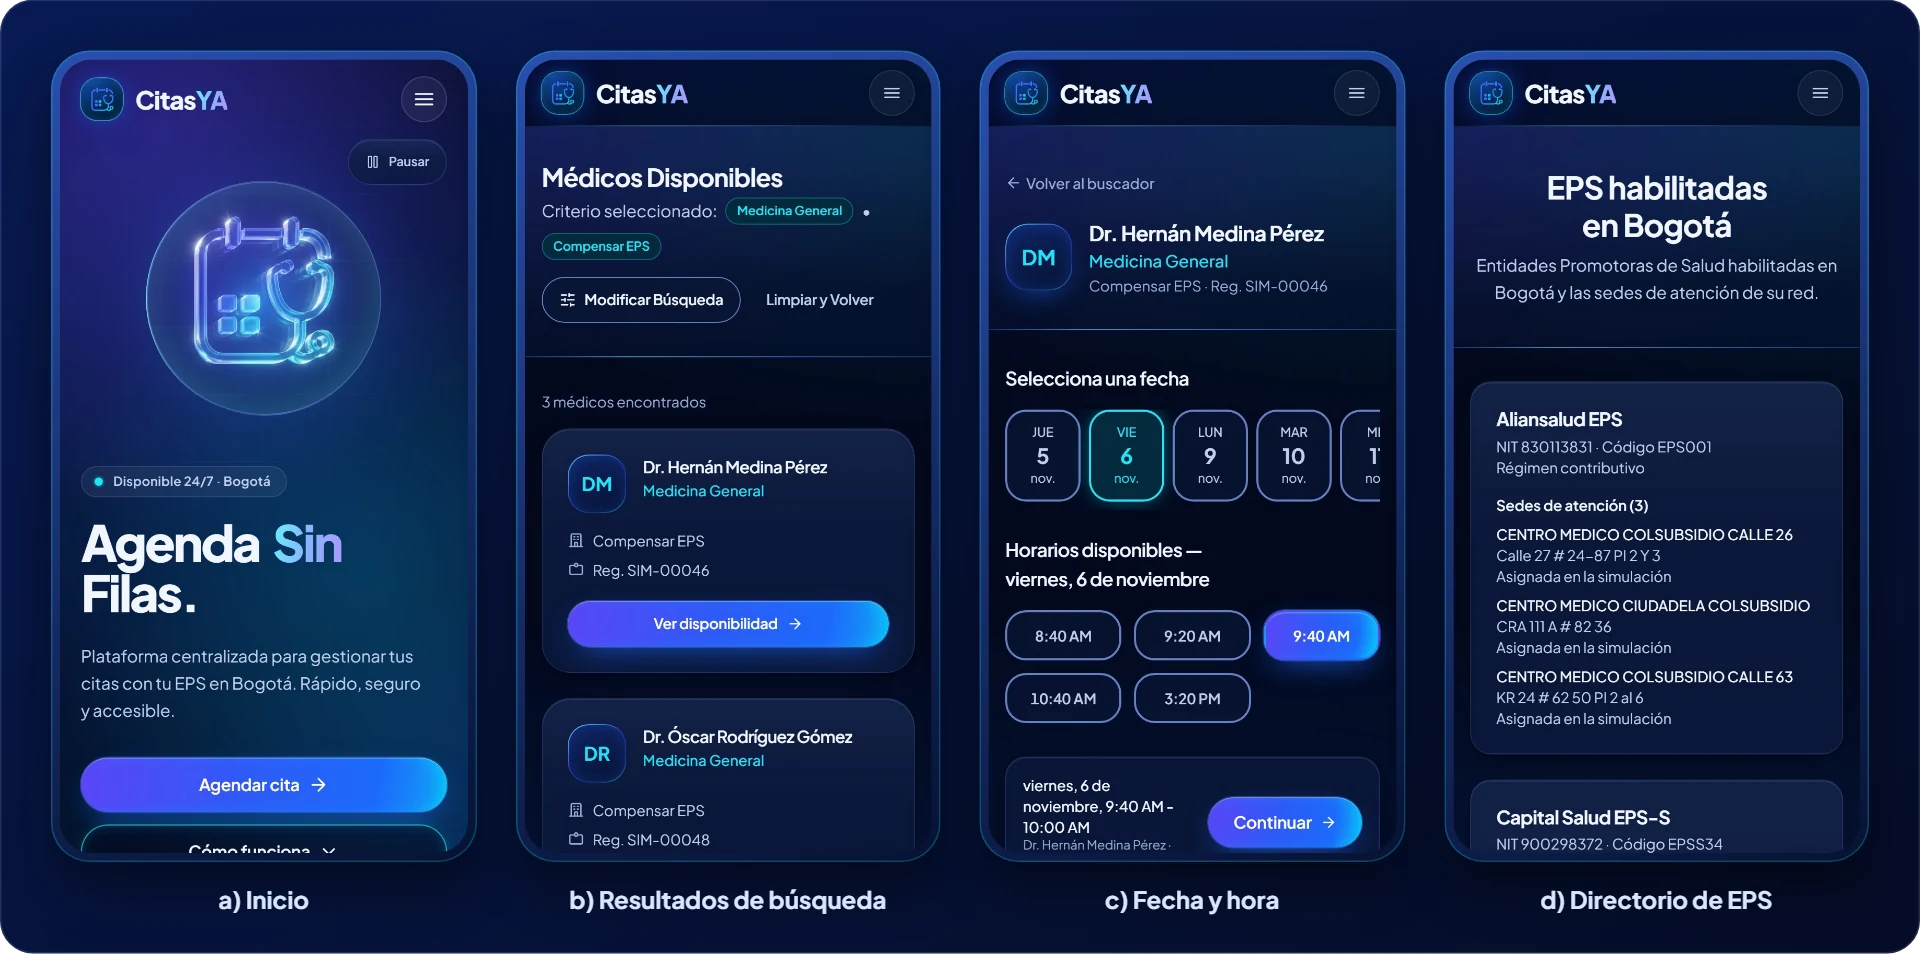 CitasYA
Pausar
Disponible 24/7 · Bogotá
Agenda Sin
Filas.
Plataforma centralizada para gestionar tus
citas con tu EPS en Bogotá. Rápido, seguro
y accesible.
Agendar cita →
Cómo funciona
a) Inicio
CitasYA
Médicos Disponibles
Criterio seleccionado: Medicina General •
Compensar EPS
Modificar Búsqueda Limpiar y Volver
3 médicos encontrados
DM
Dr. Hernán Medina Pérez
Medicina General
Compensar EPS
Reg. SIM-00046
Ver disponibilidad →
DR
Dr. Óscar Rodríguez Gómez
Medicina General
Compensar EPS
Reg. SIM-00048
b) Resultados de búsqueda
CitasYA
← Volver al buscador
DM
Dr. Hernán Medina Pérez
Medicina General
Compensar EPS · Reg. SIM-00046
Selecciona una fecha
JUE VIE LUN MAR
5 6 9 10
nov. nov. nov. nov.
Horarios disponibles —
viernes, 6 de noviembre
8:40 AM 9:20 AM 9:40 AM
10:40 AM 3:20 PM
viernes, 6 de
noviembre, 9:40 AM -
10:00 AM
Dr. Hernán Medina Pérez ·
Continuar →
c) Fecha y hora
CitasYA
EPS habilitadas
en Bogotá
Entidades Promotoras de Salud habilitadas en
Bogotá y las sedes de atención de su red.
Aliansalud EPS
NIT 830113831 · Código EPS001
Régimen contributivo
Sedes de atención (3)
CENTRO MEDICO COLSUBSIDIO CALLE 26
Calle 27 # 24-87 PI 2 Y 3
Asignada en la simulación
CENTRO MEDICO CIUDADELA COLSUBSIDIO
CRA 111 A # 82 36
Asignada en la simulación
CENTRO MEDICO COLSUBSIDIO CALLE 63
KR 24 # 62 50 PI 2 al 6
Asignada en la simulación
Capital Salud EPS-S
NIT 900298372 · Código EPSS34
d) Directorio de EPS